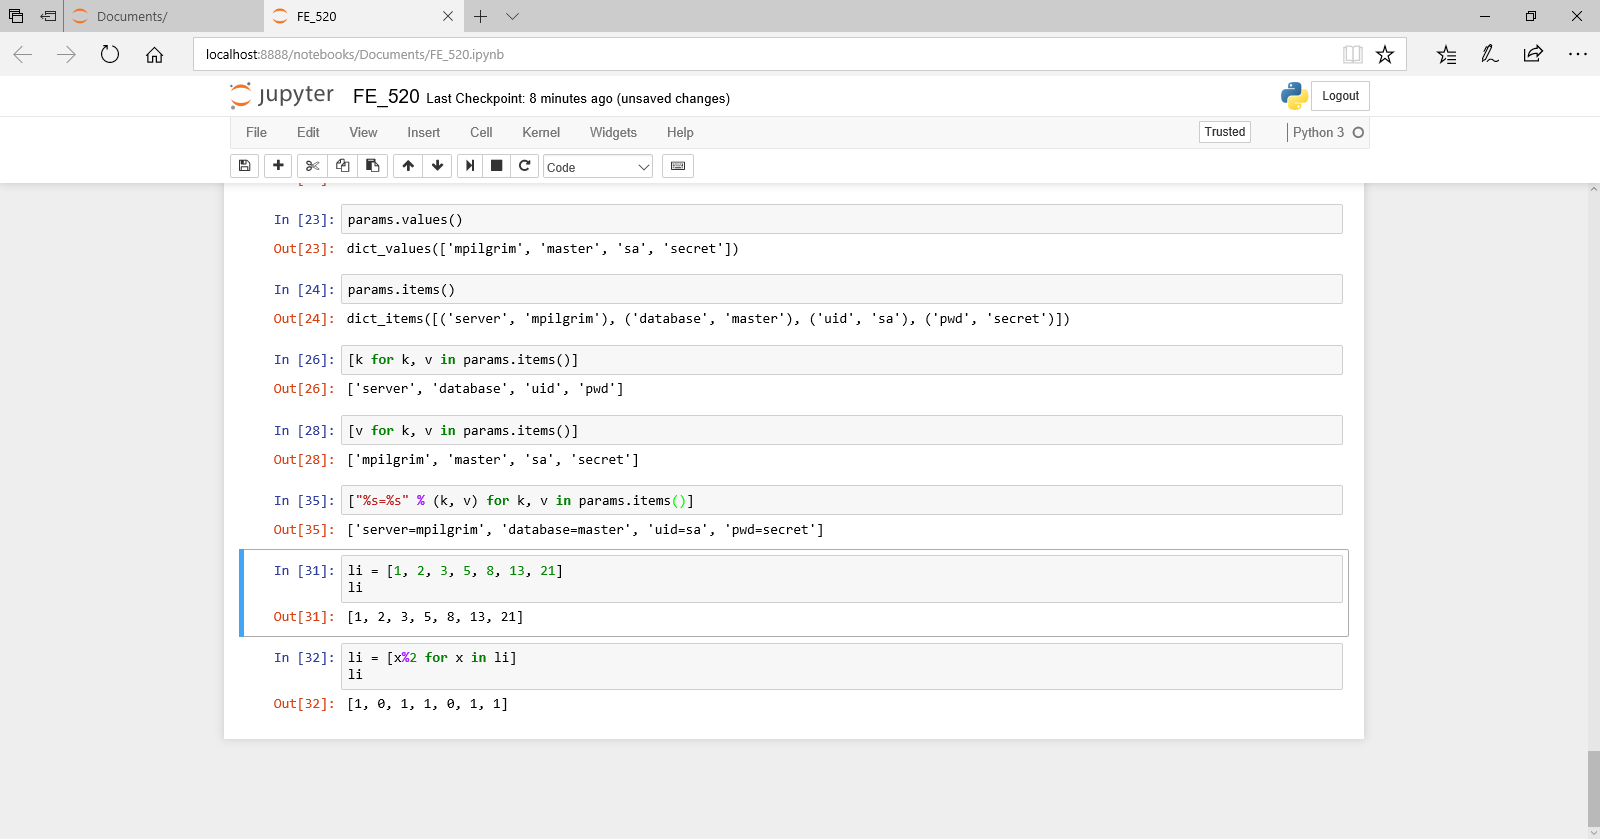 Documents/
FE_520
localhost:8888/notebooks/Documents/FE_520.ipynb
jupyter FE_520 Last Checkpoint: 8 minutes ago (unsaved changes)
Logout
File Edit View Insert Cell Kernel Widgets Help
Trusted
Python 3
Code
In [23]: params.values()
Out[23]: dict_values(['mpilgrim', 'master', 'sa', 'secret'])
In [24]: params.items()
Out[24]: dict_items([('server', 'mpilgrim'), ('database', 'master'), ('uid', 'sa'), ('pwd', 'secret')])
In [26]: [k for k, v in params.items()]
Out[26]: ['server', 'database', 'uid', 'pwd']
In [28]: [v for k, v in params.items()]
Out[28]: ['mpilgrim', 'master', 'sa', 'secret']
In [35]: ["%s=%s" % (k, v) for k, v in params.items()]
Out[35]: ['server=mpilgrim', 'database=master', 'uid=sa', 'pwd=secret']
In [31]: li = [1, 2, 3, 5, 8, 13, 21]
li
Out[31]: [1, 2, 3, 5, 8, 13, 21]
In [32]: li = [x%2 for x in li]
li
Out[32]: [1, 0, 1, 1, 0, 1, 1]